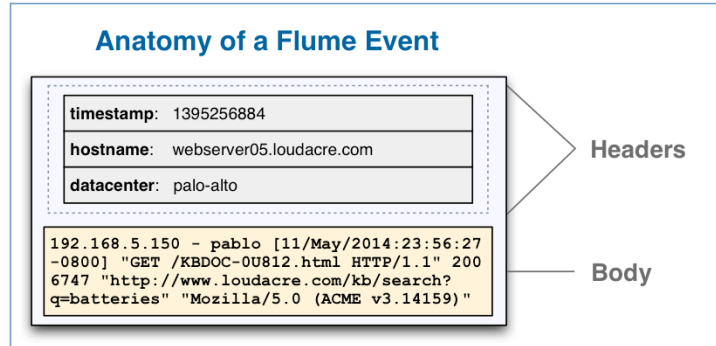 Anatomy of a Flume Event
timestamp: 1395256884
hostname: webserver05.loudacre.com
datacenter: palo-alto
Headers
192.168.5.150 - pablo [11/May/2014:23:56:27
-0800] "GET /KBDOC-0U812.html HTTP/1.1" 200
6747 "http://www.loudacre.com/kb/search?
q=batteries" "Mozilla/5.0 (ACME v3.14159)"
Body